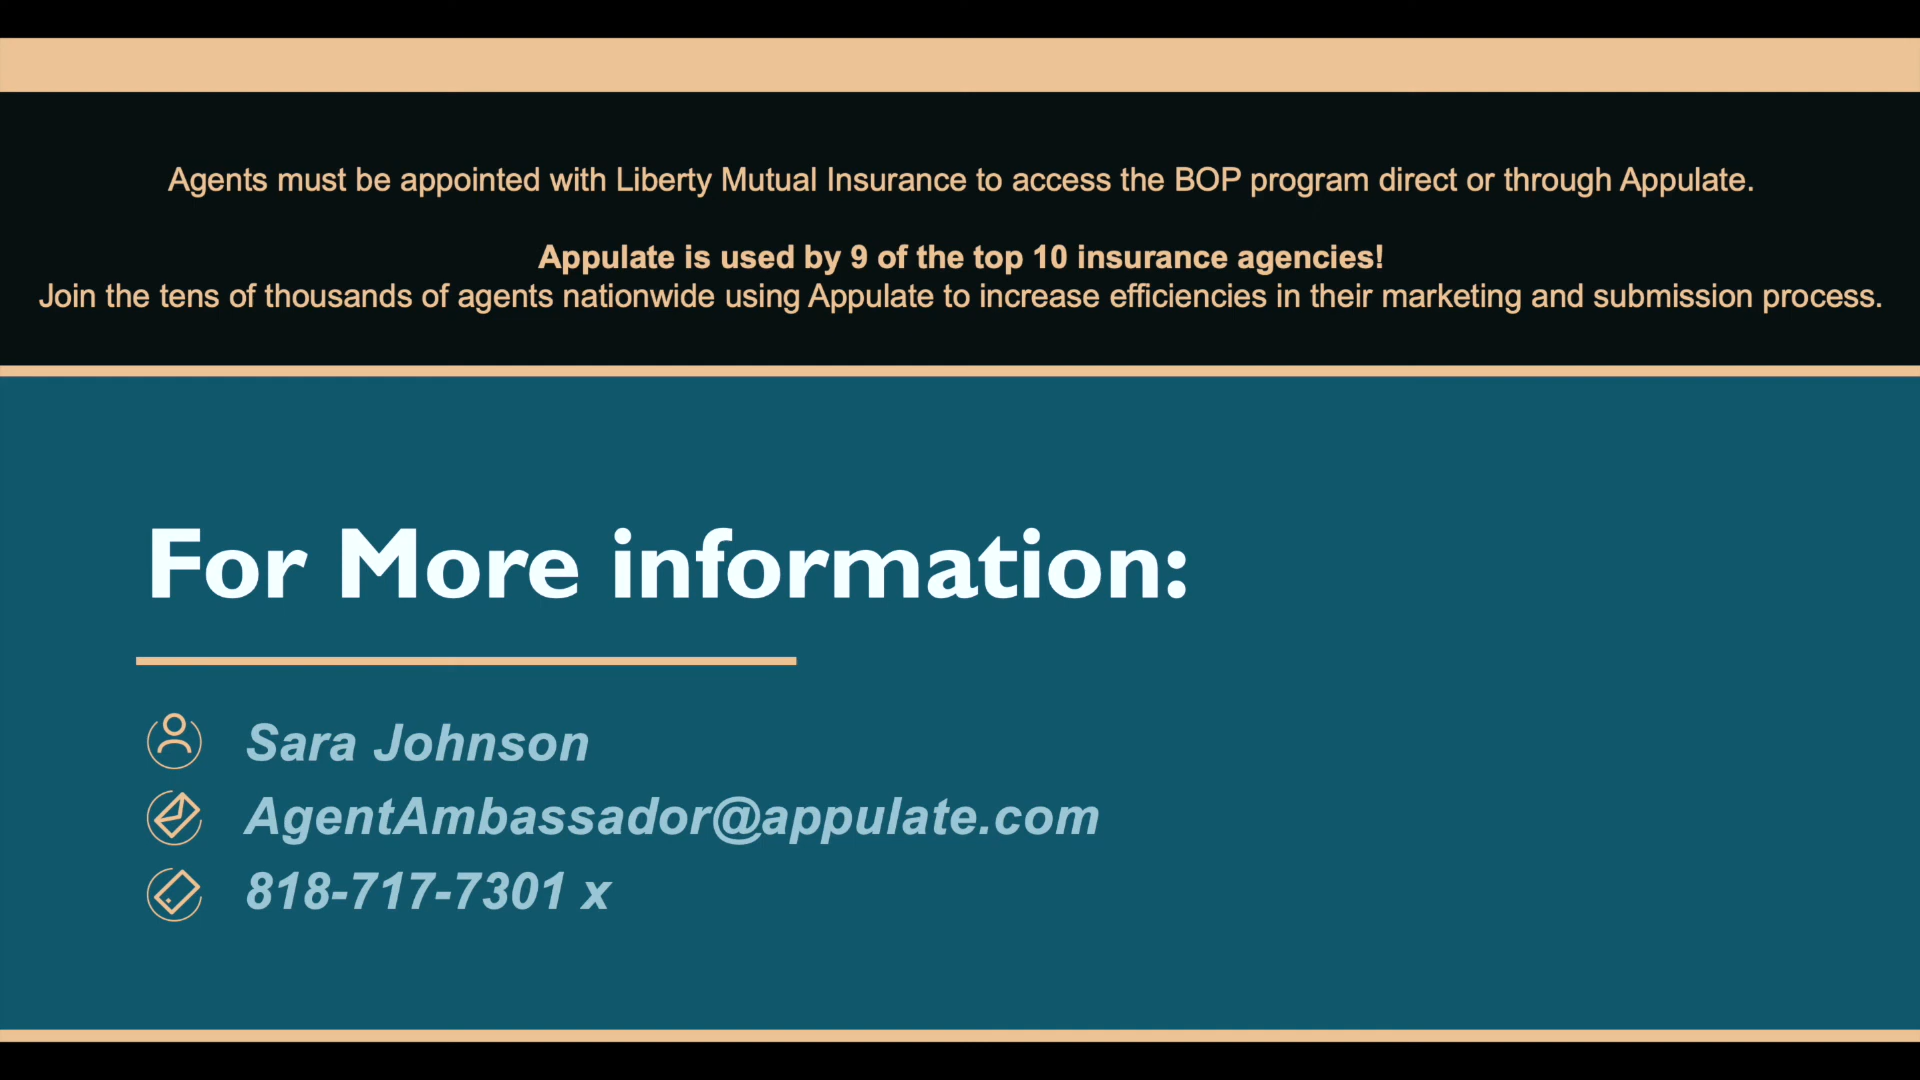 Agents must be appointed with Liberty Mutual Insurance to access the BOP program direct or through Appulate.
Appulate is used by 9 of the top 10 insurance agencies!
Join the tens of thousands of agents nationwide using Appulate to increase efficiencies in their marketing and submission process.
For More information:
Sara Johnson
AgentAmbassador@appulate.com
818-717-7301 x